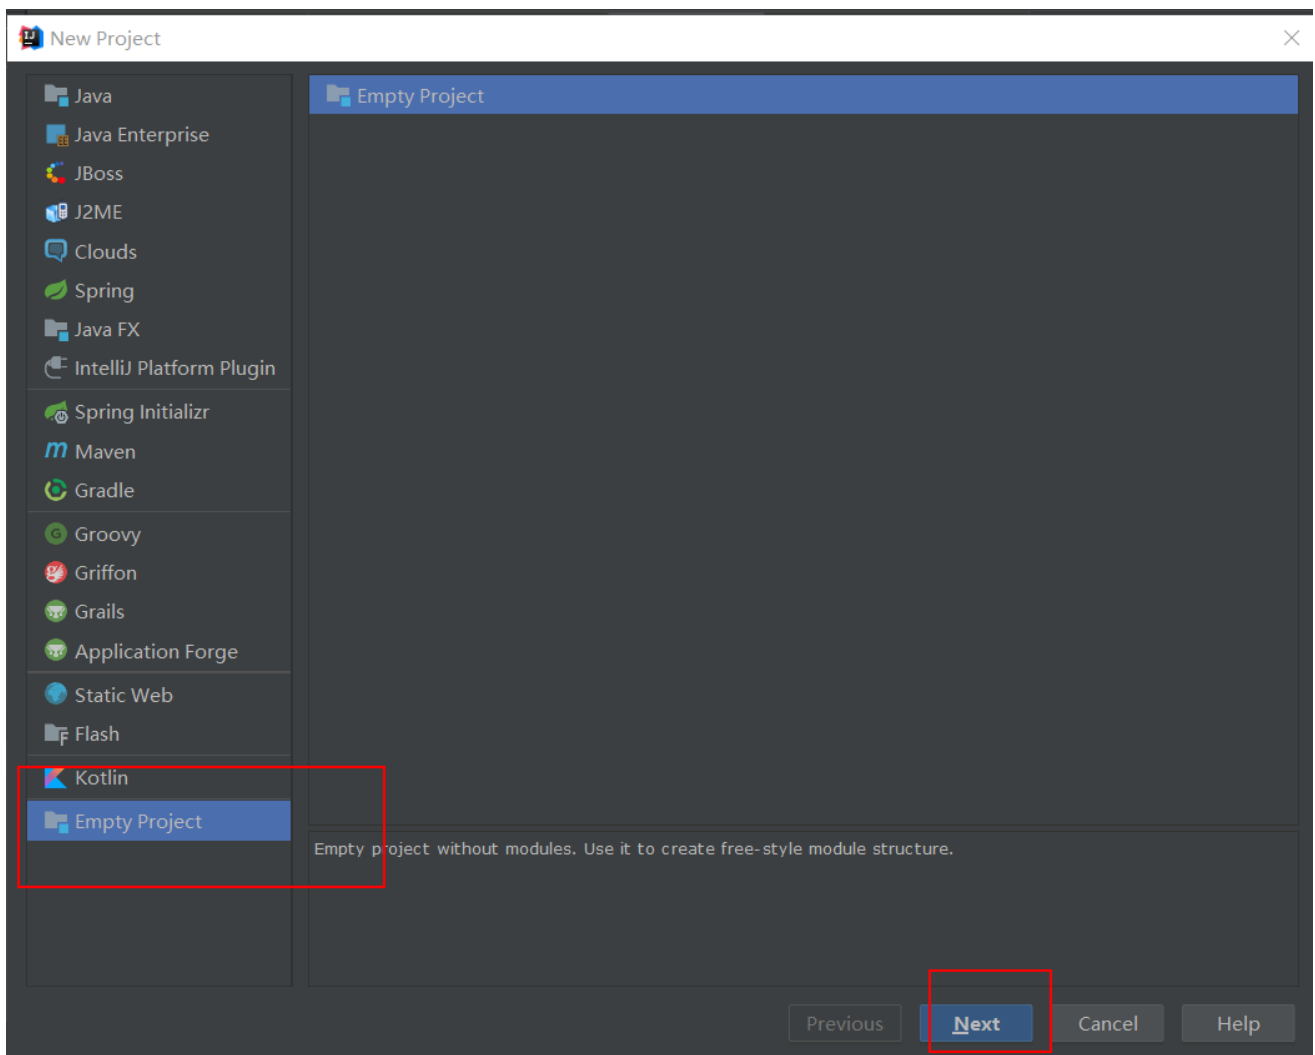 New Project
Java
Java Enterprise
JBoss
J2ME
Clouds
Spring
Java FX
IntelliJ Platform Plugin
Spring Initializr
Maven
Gradle
Groovy
Griffon
Grails
Application Forge
Static Web
Flash
Kotlin
Empty Project
Empty Project
Empty project without modules. Use it to create free-style module structure.
Previous
Next
Cancel
Help